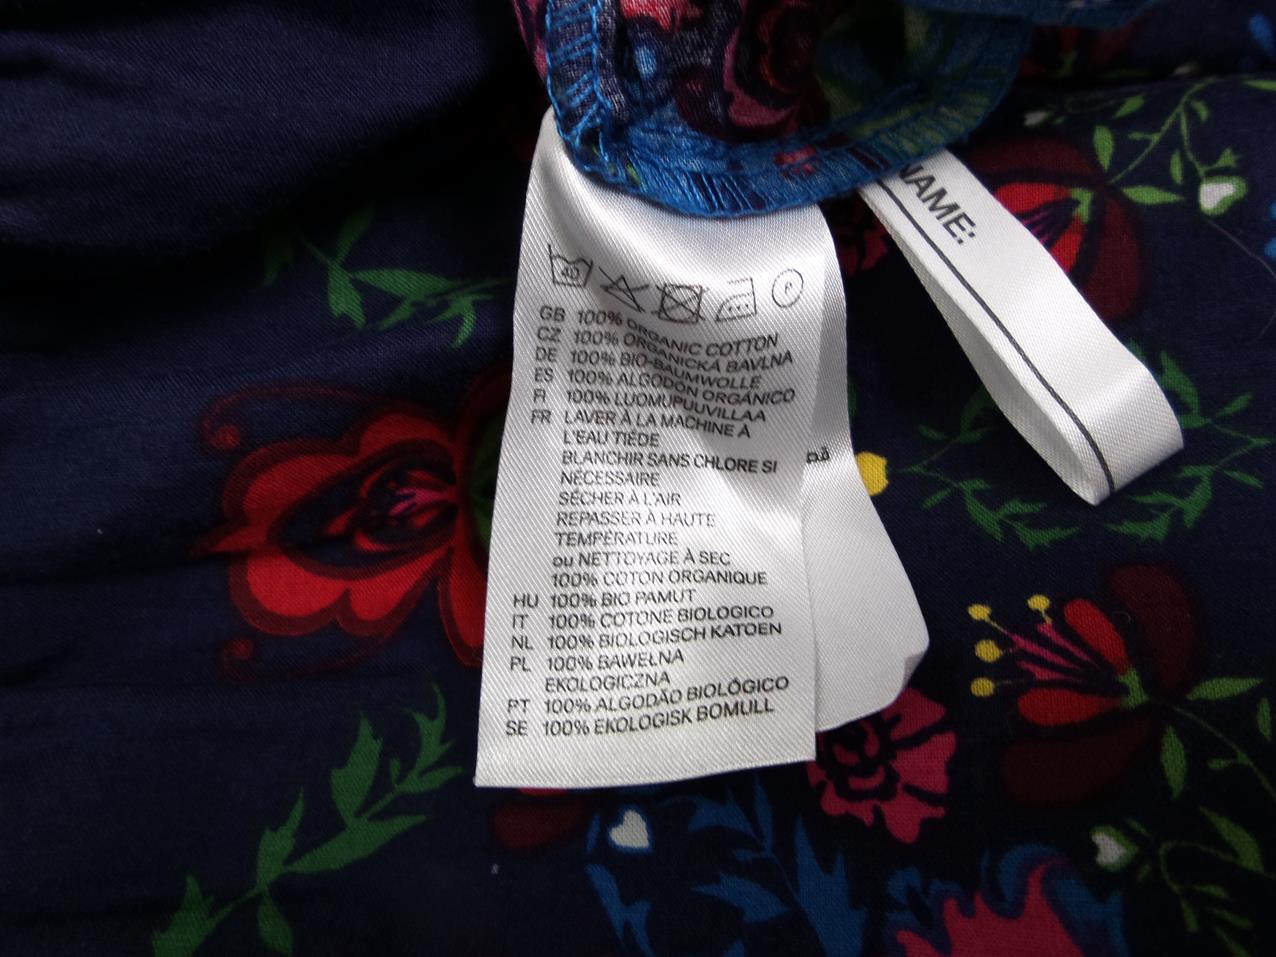 NAME:
40
P
GB 100% ORGANIC COTTON
CZ 100% ORGANICKÁ BAVLNA
DE 100% BIO-BAUMWOLLE
ES 100% ALGODÓN ORGÁNICO
FI 100% LUOMUPUUVILLAA
FR LAVER À LA MACHINE À
L'EAU TIÈDE
BLANCHIR SANS CHLORE SI
NÉCESSAIRE
SÉCHER À L'AIR
REPASSER À HAUTE
TEMPÉRATURE
ou NETTOYAGE À SEC
100% COTON ORGANIQUE
HU 100% BIO PAMUT
IT 100% COTONE BIOLOGICO
NL 100% BIOLOGISCH KATOEN
PL 100% BAWEŁNA
EKOLOGICZNA
PT 100% ALGODÃO BIOLÓGICO
SE 100% EKOLOGISK BOMULL